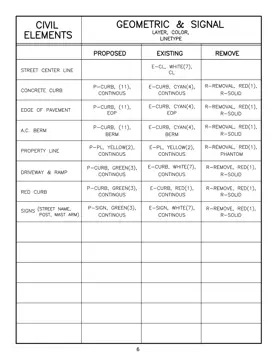 CIVIL
ELEMENTS
GEOMETRIC & SIGNAL
LAYER, COLOR,
LINETYPE
PROPOSED EXISTING REMOVE
STREET CENTER LINE
E-CL, WHITE(7),
CL
CONCRETE CURB
P-CURB, (11),
CONTINOUS
E-CURB, CYAN(4),
CONTINOUS
R-REMOVAL, RED(1),
R-SOLID
EDGE OF PAVEMENT
P-CURB, (11),
EOP
E-CURB, CYAN(4),
EOP
R-REMOVAL, RED(1),
R-SOLID
A.C. BERM
P-CURB, (11),
BERM
E-CURB, CYAN(4),
BERM
R-REMOVE, RED(1),
R-SOLID
PROPERTY LINE
P-PL, YELLOW(2),
CONTINOUS
E-PL, YELLOW(2),
CONTINOUS
R-REMOVAL, RED(1),
PHANTOM
DRIVEWAY & RAMP
P-CURB, GREEN(3),
CONTINOUS
E-CURB, WHITE(7),
CONTINOUS
R-REMOVE, RED(1),
R-SOLID
RED CURB
P-CURB, GREEN(3),
CONTINOUS
E-CURB, RED(1),
CONTINOUS
R-REMOVE, RED(1),
R-SOLID
SIGNS (STREET NAME,
POST, MAST ARM)
P-SIGN, GREEN(3),
CONTINOUS
E-SIGN, WHITE(7),
CONTINOUS
R-REMOVE, RED(1),
R-SOLID
6